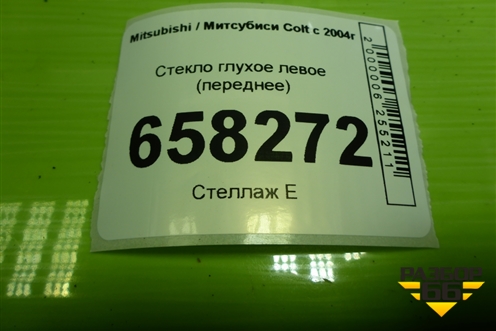 Mitsubishi / Митсубиси Colt с 2004г
Стекло глухое левое
(переднее)
658272
Стеллаж Е
2000006255211
РАЗБОР
66